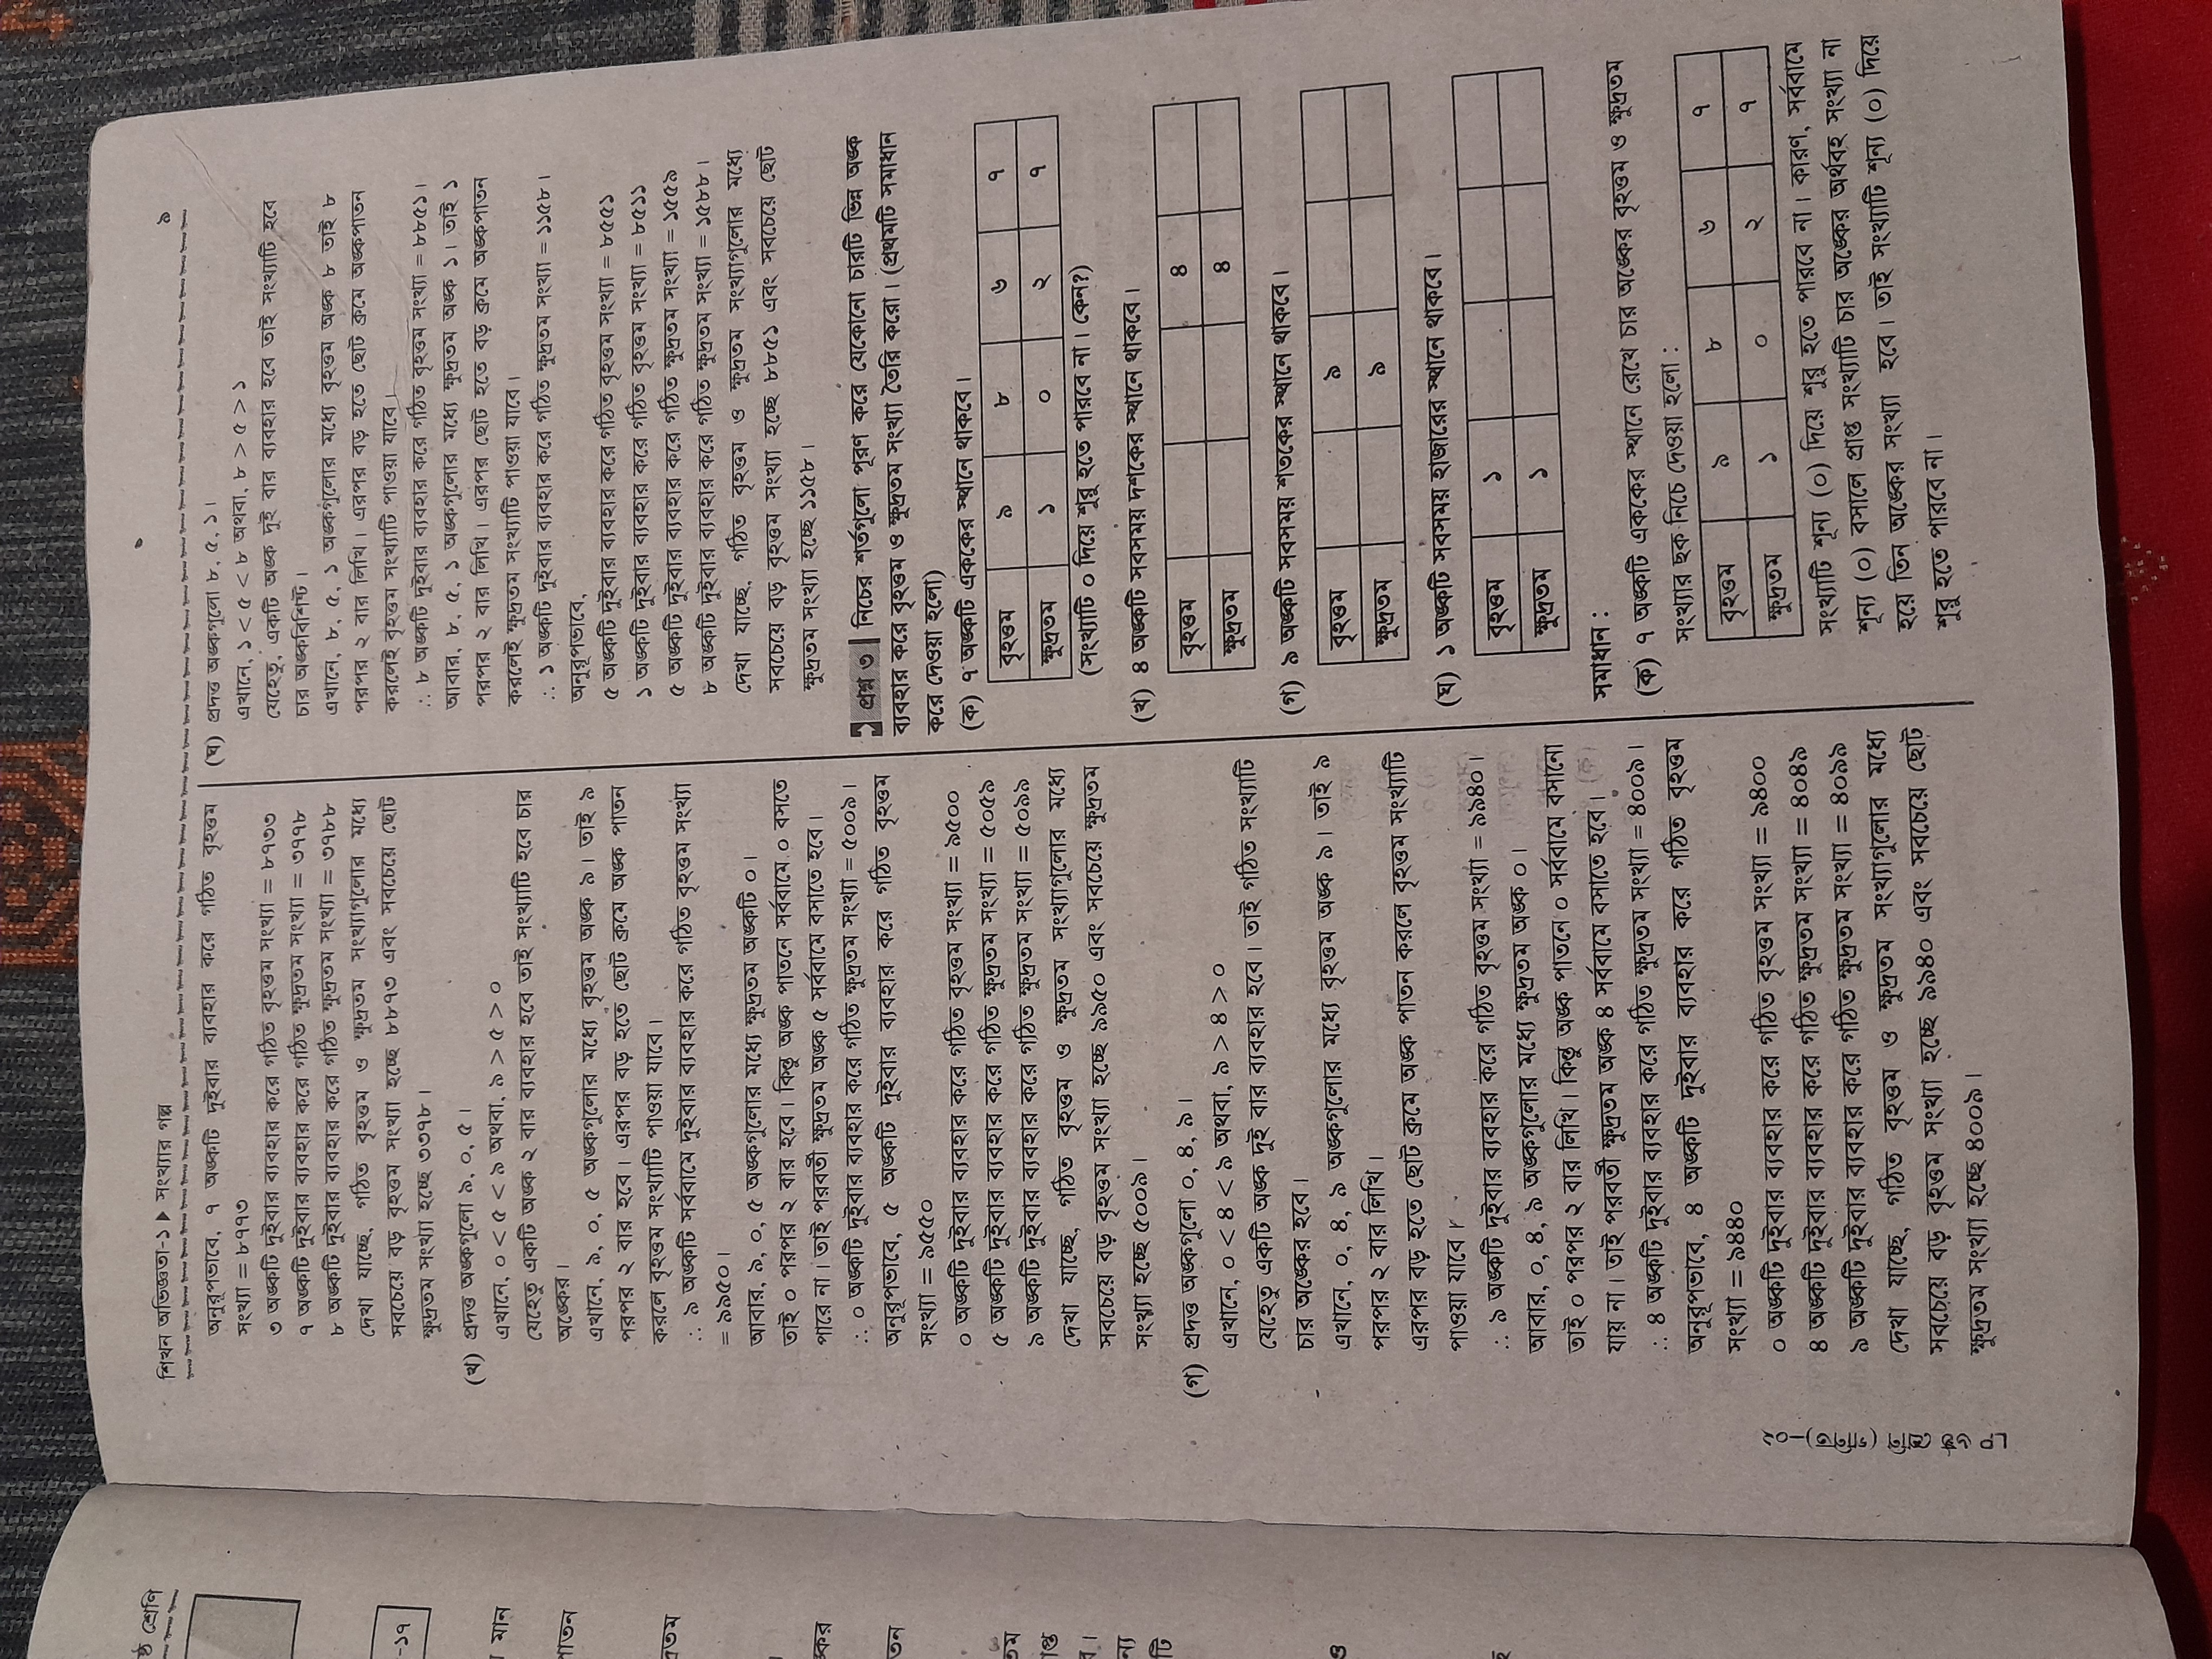 ষ্ঠ শ্রেণি
-১৭
মান
পাতন
দ্রতম
তন
ও
শিখন অভিজ্ঞতা-১ ▶ সংখ্যার গল্প ৯
অনুরূপভাবে, ৭ অঙ্কটি দুইবার ব্যবহার করে গঠিত বৃহত্তম
সংখ্যা = ৮৭৭৩
৩ অঙ্কটি দুইবার ব্যবহার করে গঠিত বৃহত্তম সংখ্যা = ৮৭৩৩
৭ অঙ্কটি দুইবার ব্যবহার করে গঠিত ক্ষুদ্রতম সংখ্যা = ৩৭৭৮
৮ অঙ্কটি দুইবার ব্যবহার করে গঠিত ক্ষুদ্রতম সংখ্যা = ৩৭৮৮
দেখা যাচ্ছে, গঠিত বৃহত্তম ও ক্ষুদ্রতম সংখ্যাগুলোর মধ্যে
সবচেয়ে বড় বৃহত্তম সংখ্যা হচ্ছে ৮৮৭৩ এবং সবচেয়ে ছোট
ক্ষুদ্রতম সংখ্যা হচ্ছে ৩৩৭৮।
(খ) প্রদত্ত অঙ্কগুলো ৯, ০, ৫।
এখানে, ০ < ৫ < ৯ অথবা, ৯ > ৫ > ০
যেহেতু একটি অঙ্ক ২ বার ব্যবহার হবে তাই সংখ্যাটি হবে চার
অঙ্কের।
এখানে, ৯, ০, ৫ অঙ্কগুলোর মধ্যে বৃহত্তম অঙ্ক ৯। তাই ৯
পরপর ২ বার হবে। এরপর বড় হতে ছোট ক্রমে অঙ্ক পাতন
করলে বৃহত্তম সংখ্যাটি পাওয়া যাবে।
∴ ৯ অঙ্কটি সর্ববামে দুইবার ব্যবহার করে গঠিত বৃহত্তম সংখ্যা
= ৯৯৫০।
আবার, ৯, ০, ৫ অঙ্কগুলোর মধ্যে ক্ষুদ্রতম অঙ্কটি ০।
তাই ০ পরপর ২ বার হবে। কিন্তু অঙ্ক পাতনে সর্ববামে ০ বসতে
পারে না। তাই পরবর্তী ক্ষুদ্রতম অঙ্ক ৫ সর্ববামে বসাতে হবে।
∴ ০ অঙ্কটি দুইবার ব্যবহার করে গঠিত ক্ষুদ্রতম সংখ্যা = ৫০০৯।
অনুরূপভাবে, ৫ অঙ্কটি দুইবার ব্যবহার করে গঠিত বৃহত্তম
সংখ্যা = ৯৫৫০
০ অঙ্কটি দুইবার ব্যবহার করে গঠিত বৃহত্তম সংখ্যা = ৯৫০০
৫ অঙ্কটি দুইবার ব্যবহার করে গঠিত ক্ষুদ্রতম সংখ্যা = ৫০৫৯
৯ অঙ্কটি দুইবার ব্যবহার করে গঠিত ক্ষুদ্রতম সংখ্যা = ৫০৯৯
দেখা যাচ্ছে, গঠিত বৃহত্তম ও ক্ষুদ্রতম সংখ্যাগুলোর মধ্যে
সবচেয়ে বড় বৃহত্তম সংখ্যা হচ্ছে ৯৯৫০ এবং সবচেয়ে ক্ষুদ্রতম
সংখ্যা হচ্ছে ৫০০৯।
(গ) প্রদত্ত অঙ্কগুলো ০, ৪, ৯।
এখানে, ০ < ৪ < ৯ অথবা, ৯ > ৪ > ০
যেহেতু একটি অঙ্ক দুই বার ব্যবহার হবে। তাই গঠিত সংখ্যাটি
চার অঙ্কের হবে।
এখানে, ০, ৪, ৯ অঙ্কগুলোর মধ্যে বৃহত্তম অঙ্ক ৯। তাই ৯
পরপর ২ বার লিখি।
এরপর বড় হতে ছোট ক্রমে অঙ্ক পাতন করলে বৃহত্তম সংখ্যাটি
পাওয়া যাবে।
∴ ৯ অঙ্কটি দুইবার ব্যবহার করে গঠিত বৃহত্তম সংখ্যা = ৯৯৪০।
আবার, ০, ৪, ৯ অঙ্কগুলোর মধ্যে ক্ষুদ্রতম অঙ্ক ০।
তাই ০ পরপর ২ বার লিখি। কিন্তু অঙ্ক পাতনে ০ সর্ববামে বসানো
যায় না। তাই পরবর্তী ক্ষুদ্রতম অঙ্ক ৪ সর্ববামে বসাতে হবে।
∴ ৪ অঙ্কটি দুইবার ব্যবহার করে গঠিত ক্ষুদ্রতম সংখ্যা = ৪০০৯।
অনুরূপভাবে, ৪ অঙ্কটি দুইবার ব্যবহার করে গঠিত বৃহত্তম
সংখ্যা = ৯৪৪০
০ অঙ্কটি দুইবার ব্যবহার করে গঠিত বৃহত্তম সংখ্যা = ৯৪০০
৪ অঙ্কটি দুইবার ব্যবহার করে গঠিত ক্ষুদ্রতম সংখ্যা = ৪০৪৯
৯ অঙ্কটি দুইবার ব্যবহার করে গঠিত ক্ষুদ্রতম সংখ্যা = ৪০৯৯
দেখা যাচ্ছে, গঠিত বৃহত্তম ও ক্ষুদ্রতম সংখ্যাগুলোর মধ্যে
সবচেয়ে বড় বৃহত্তম সংখ্যা হচ্ছে ৯৯৪০ এবং সবচেয়ে ছোট
ক্ষুদ্রতম সংখ্যা হচ্ছে ৪০০৯।
LP ৬ষ্ঠ শ্রেণি (গণিত)–০২
(ঘ) প্রদত্ত অঙ্কগুলো ৮, ৫, ১।
এখানে, ১ < ৫ < ৮ অথবা, ৮ > ৫ > ১
যেহেতু, একটি অঙ্ক দুই বার ব্যবহার হবে তাই সংখ্যাটি হবে
চার অঙ্কবিশিষ্ট।
এখানে, ৮, ৫, ১ অঙ্কগুলোর মধ্যে বৃহত্তম অঙ্ক ৮ তাই ৮
পরপর ২ বার লিখি। এরপর বড় হতে ছোট ক্রমে অঙ্কপাতন
করলেই বৃহত্তম সংখ্যাটি পাওয়া যাবে।
∴ ৮ অঙ্কটি দুইবার ব্যবহার করে গঠিত বৃহত্তম সংখ্যা = ৮৮৫১।
আবার, ৮, ৫, ১ অঙ্কগুলোর মধ্যে ক্ষুদ্রতম অঙ্ক ১। তাই ১
পরপর ২ বার লিখি। এরপর ছোট হতে বড় ক্রমে অঙ্কপাতন
করলেই ক্ষুদ্রতম সংখ্যাটি পাওয়া যাবে।
∴ ১ অঙ্কটি দুইবার ব্যবহার করে গঠিত ক্ষুদ্রতম সংখ্যা = ১১৫৮।
অনুরূপভাবে,
৫ অঙ্কটি দুইবার ব্যবহার করে গঠিত বৃহত্তম সংখ্যা = ৮৫৫১
১ অঙ্কটি দুইবার ব্যবহার করে গঠিত বৃহত্তম সংখ্যা = ৮৫১১
৫ অঙ্কটি দুইবার ব্যবহার করে গঠিত ক্ষুদ্রতম সংখ্যা = ১৫৫৯
৮ অঙ্কটি দুইবার ব্যবহার করে গঠিত ক্ষুদ্রতম সংখ্যা = ১৫৮৮।
দেখা যাচ্ছে, গঠিত বৃহত্তম ও ক্ষুদ্রতম সংখ্যাগুলোর মধ্যে
সবচেয়ে বড় বৃহত্তম সংখ্যা হচ্ছে ৮৮৫১ এবং সবচেয়ে ছোট
ক্ষুদ্রতম সংখ্যা হচ্ছে ১১৫৮।
প্রশ্ন ৩ | নিচের শর্তগুলো পূরণ করে যেকোনো চারটি ভিন্ন অঙ্ক
ব্যবহার করে বৃহত্তম ও ক্ষুদ্রতম সংখ্যা তৈরি করো। (প্রথমটি সমাধান
করে দেওয়া হলো)
(ক) ৭ অঙ্কটি এককের স্থানে থাকবে।
বৃহত্তম ৯ ৮ ৬ ৭
ক্ষুদ্রতম ১ ০ ২ ৭
(সংখ্যাটি ০ দিয়ে শুরু হতে পারবে না। কেন?)
(খ) ৪ অঙ্কটি সবসময় দশকের স্থানে থাকবে।
বৃহত্তম ৪
ক্ষুদ্রতম ৪
(গ) ৯ অঙ্কটি সবসময় শতকের স্থানে থাকবে।
বৃহত্তম ৯
ক্ষুদ্রতম ৯
(ঘ) ১ অঙ্কটি সবসময় হাজারের স্থানে থাকবে।
বৃহত্তম ১
ক্ষুদ্রতম ১
সমাধান :
(ক) ৭ অঙ্কটি এককের স্থানে রেখে চার অঙ্কের বৃহত্তম ও ক্ষুদ্রতম
সংখ্যার ছক নিচে দেওয়া হলো :
বৃহত্তম ৯ ৮ ৬ ৭
ক্ষুদ্রতম ১ ০ ২ ৭
সংখ্যাটি শূন্য (০) দিয়ে শুরু হতে পারবে না। কারণ, সর্ববামে
শূন্য (০) বসালে প্রাপ্ত সংখ্যাটি চার অঙ্কের অর্থবহ সংখ্যা না
হয়ে তিন অঙ্কের সংখ্যা হবে। তাই সংখ্যাটি শূন্য (০) দিয়ে
শুরু হতে পারবে না।